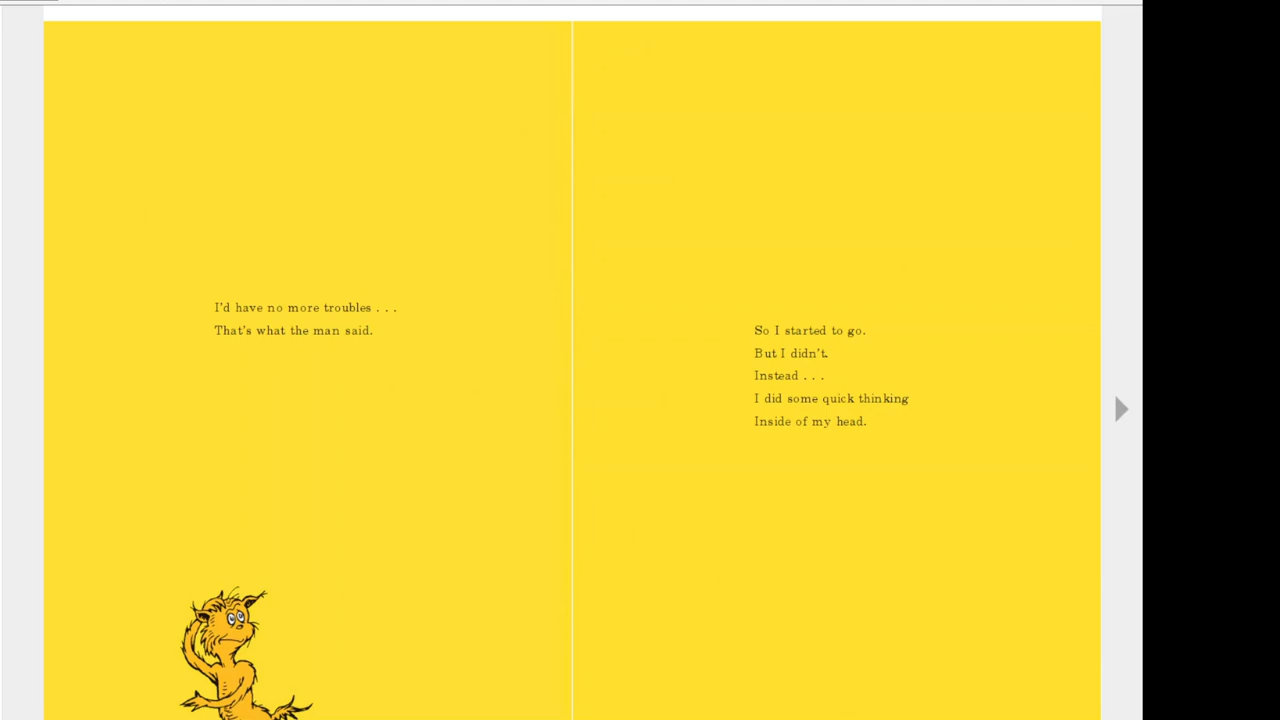 I'd have no more troubles . . .
That's what the man said.
So I started to go.
But I didn't.
Instead . . .
I did some quick thinking
Inside of my head.